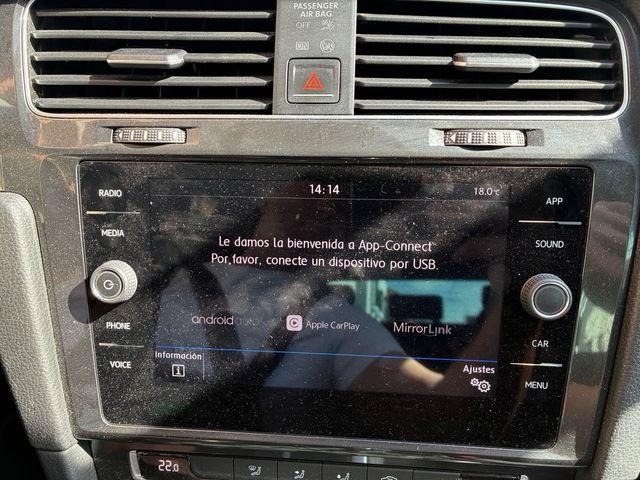 PASSENGER
AIR BAG
OFF
ON
RADIO
MEDIA
PHONE
VOICE
14:14
18.0°C
Le damos la bienvenida a App-Connect
Por favor, conecte un dispositivo por USB.
androidauto
Apple CarPlay
MirrorLink
Información
i
Ajustes
APP
SOUND
CAR
MENU
22.0